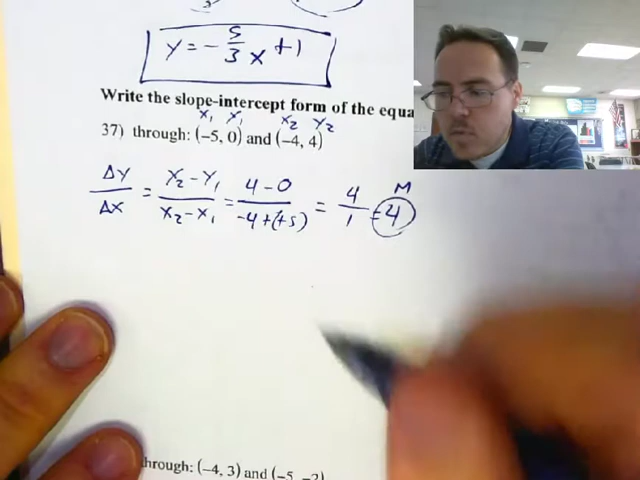 y = -5/3 x + 1
Write the slope-intercept form of the equa
X1 Y1 X2 Y2
37) through: (−5, 0) and (−4, 4)
ΔY/ΔX = Y2 - Y1 / X2 - X1 = 4 - 0 / -4 + (+5) = 4/1 = 4
M
through: (−4, 3) and (−5, −2)